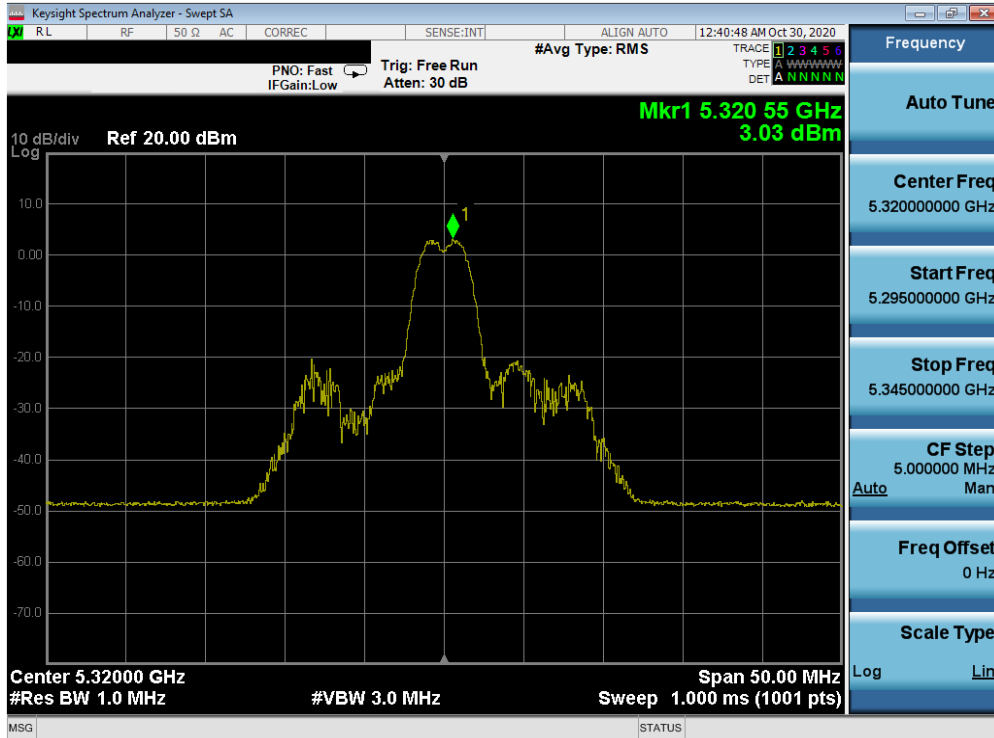 Keysight Spectrum Analyzer - Swept SA
LXI RL RF 50 Ω AC CORREC SENSE:INT ALIGN AUTO 12:40:48 AM Oct 30, 2020
#Avg Type: RMS TRACE 1 2 3 4 5 6
TYPE A WWWWW
DET A N N N N N
PNO: Fast Trig: Free Run
IFGain:Low Atten: 30 dB
Mkr1 5.320 55 GHz
3.03 dBm
10 dB/div Ref 20.00 dBm
Log
1
10.0
0.00
-10.0
-20.0
-30.0
-40.0
-50.0
-60.0
-70.0
Center 5.32000 GHz Span 50.00 MHz
#Res BW 1.0 MHz #VBW 3.0 MHz Sweep 1.000 ms (1001 pts)
MSG STATUS
Frequency
Auto Tune
Center Freq
5.320000000 GHz
Start Freq
5.295000000 GHz
Stop Freq
5.345000000 GHz
CF Step
5.000000 MHz
Auto Man
Freq Offset
0 Hz
Scale Type
Log Lin